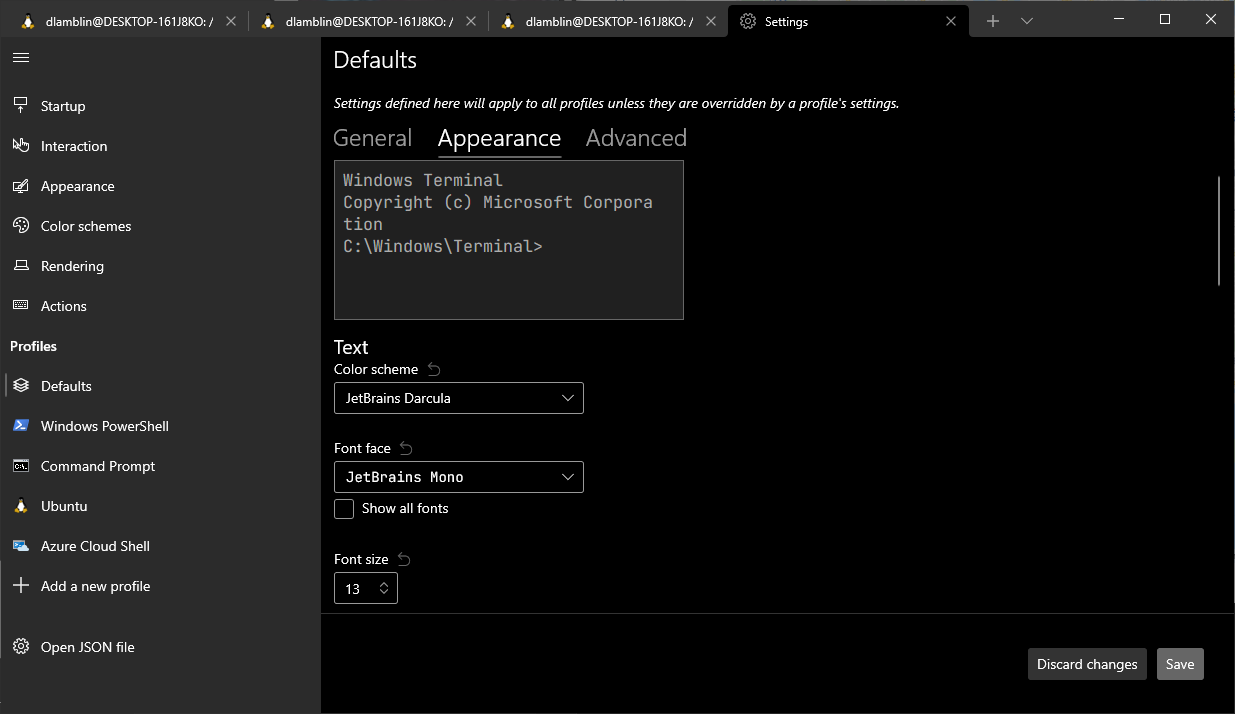 dlamblin@DESKTOP-161J8KO: /
dlamblin@DESKTOP-161J8KO: /
dlamblin@DESKTOP-161J8KO: /
Settings
Startup
Interaction
Appearance
Color schemes
Rendering
Actions
Profiles
Defaults
Windows PowerShell
Command Prompt
Ubuntu
Azure Cloud Shell
Add a new profile
Open JSON file
Defaults
Settings defined here will apply to all profiles unless they are overridden by a profile's settings.
General Appearance Advanced
Windows Terminal
Copyright (c) Microsoft Corpora
tion
C:\Windows\Terminal>
Text
Color scheme
JetBrains Darcula
Font face
JetBrains Mono
Show all fonts
Font size
13
Discard changes Save